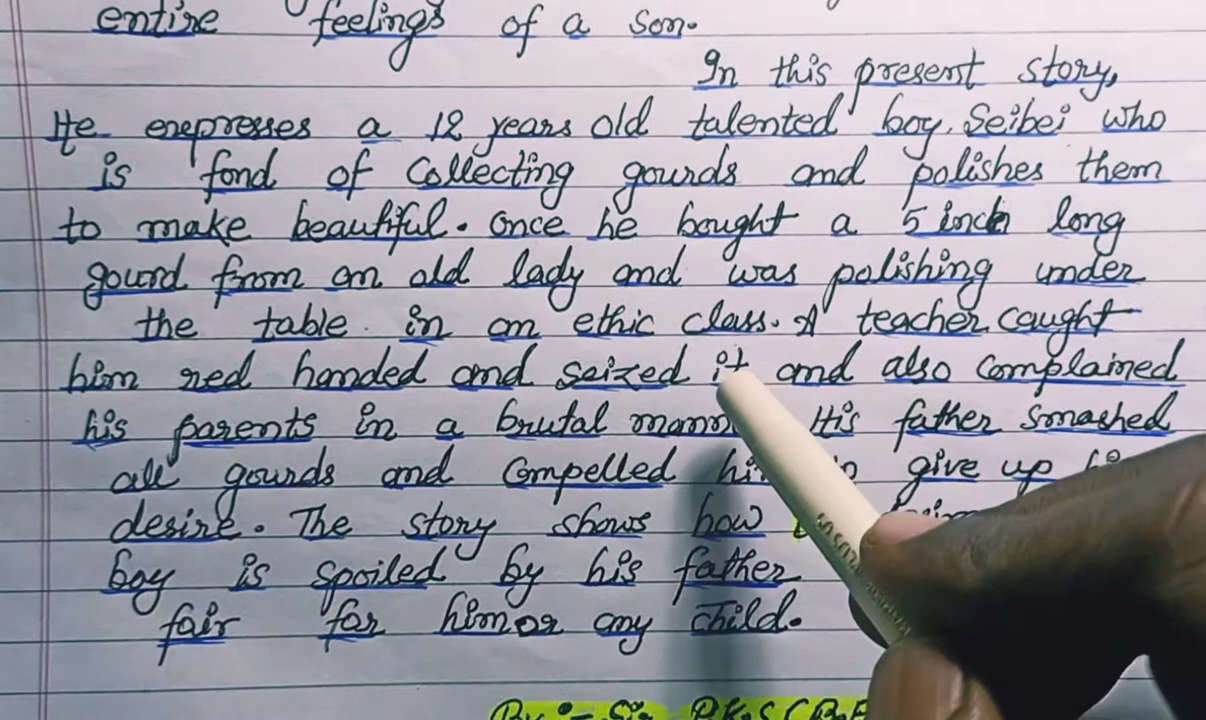 entire feelings of a son.
In this present story,
He enepresses a 12 years old talented boy. Seibei who
is fond of Collecting gourds and polishes them
to make beautiful. Once he bought a 5 inch long
gourd from an old lady and was polishing under
the table in an ethic class. A teacher caught
him red handed and seized it and also complained
his parents in a brutal His father smashed
all gourds and Compelled give up
desire. The story shows how
boy is spoiled by his father
fair for him or any child.
By :- Sir